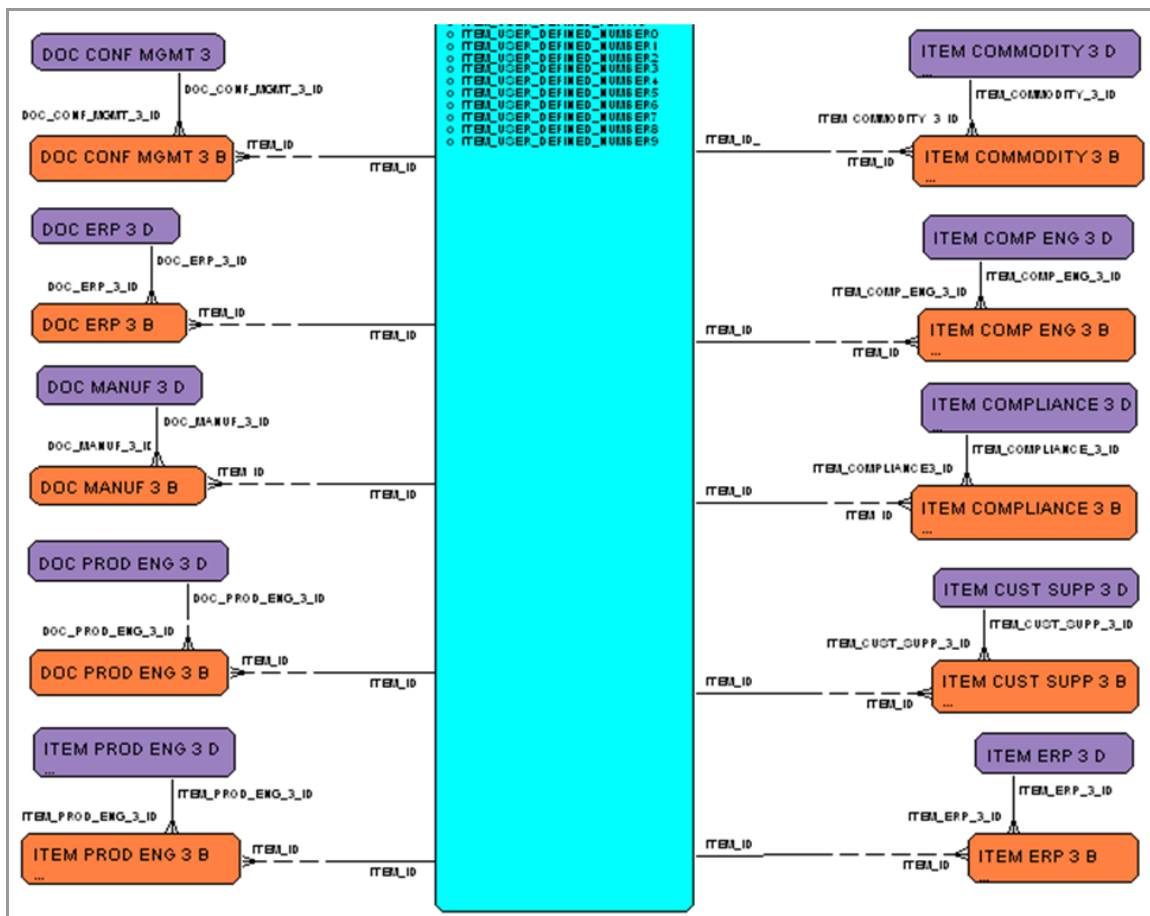 DOC CONF MGMT 3
DOC_CONF_MGMT_3_ID
DOC_CONF_MGMT_3_ID
DOC CONF MGMT 3 B
ITEM_ID
ITEM_ID
DOC ERP 3 D
DOC_ERP_3_ID
DOC_ERP_3_ID
DOC ERP 3 B
ITEM_ID
ITEM_ID
DOC MANUF 3 D
DOC_MANUF_3_ID
DOC_MANUF_3_ID
DOC MANUF 3 B
ITEM_ID
ITEM_ID
DOC PROD ENG 3 D
DOC_PROD_ENG_3_ID
DOC_PROD_ENG_3_ID
DOC PROD ENG 3 B
ITEM_ID
ITEM_ID
ITEM PROD ENG 3 D
...
ITEM_PROD_ENG_3_ID
ITEM_PROD_ENG_3_ID
ITEM PROD ENG 3 B
...
ITEM_ID
ITEM_ID
ITEM_USER_DEFINED_NUMBER0
ITEM_USER_DEFINED_NUMBER1
ITEM_USER_DEFINED_NUMBER2
ITEM_USER_DEFINED_NUMBER3
ITEM_USER_DEFINED_NUMBER4
ITEM_USER_DEFINED_NUMBER5
ITEM_USER_DEFINED_NUMBER6
ITEM_USER_DEFINED_NUMBER7
ITEM_USER_DEFINED_NUMBER8
ITEM_USER_DEFINED_NUMBER9
ITEM COMMODITY 3 D
...
ITEM_COMMODITY_3_ID
ITEM COMMODITY_3 ID
ITEM_ID_
ITEM_ID
ITEM COMMODITY 3 B
...
ITEM COMP ENG 3 D
ITEM_COMP_ENG_3_ID
ITEM_COMP_ENG_3_ID
ITEM_ID
ITEM_ID
ITEM COMP ENG 3 B
...
ITEM COMPLIANCE 3 D
...
ITEM_COMPLIANCE_3_ID
ITEM_COMPLIANCE3_ID
ITEM_ID
ITEM_ID
ITEM COMPLIANCE 3 B
...
ITEM CUST SUPP 3 D
ITEM_CUST_SUPP_3_ID
ITEM_CUST_SUPP_3_ID
ITEM_ID
ITEM_ID
ITEM CUST SUPP 3 B
...
ITEM ERP 3 D
ITEM_ERP_3_ID
ITEM_ERP_3_ID
ITEM_ID
ITEM_ID
ITEM ERP 3 B
...